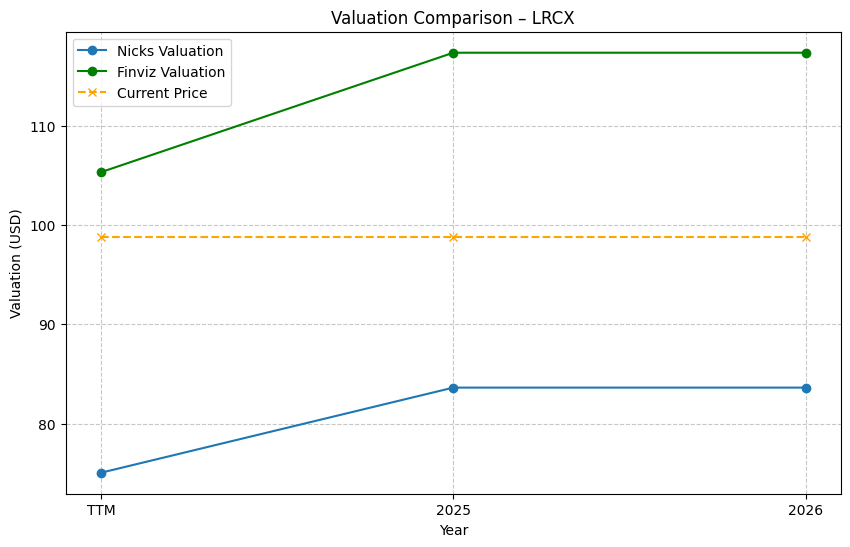 Valuation Comparison – LRCX
Nicks Valuation
Finviz Valuation
Current Price
Valuation (USD)
110
100
90
80
TTM
2025
2026
Year